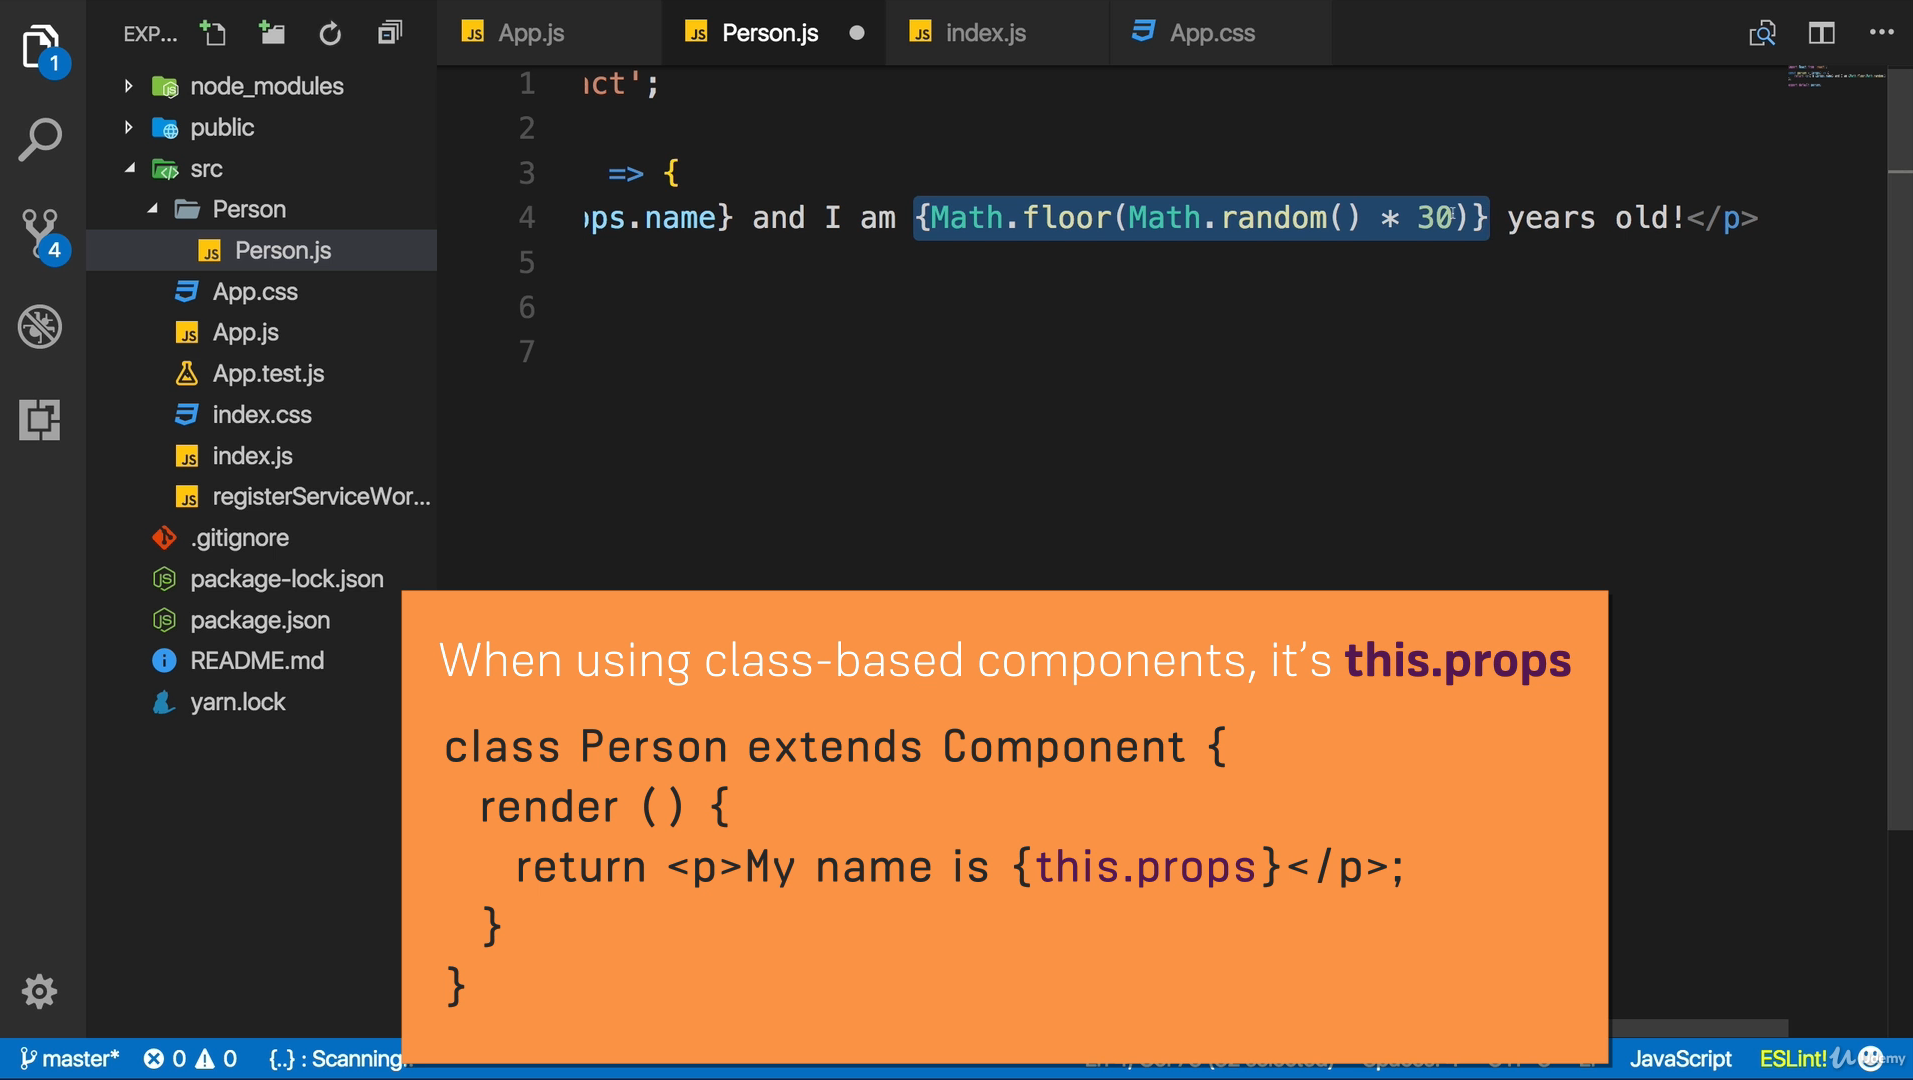 EXP...
App.js
Person.js
index.js
App.css
1
4
node_modules
public
src
Person
Person.js
App.css
App.js
App.test.js
index.css
index.js
registerServiceWor...
.gitignore
package-lock.json
package.json
README.md
yarn.lock
1 act';
2
3 => {
4 ops.name} and I am {Math.floor(Math.random() * 30)} years old!</p>
5
6
7
When using class-based components, it's this.props
class Person extends Component {
render () {
return <p>My name is {this.props}</p>;
}
}
master* 0 0 {..} : Scanning.. JavaScript ESLint!